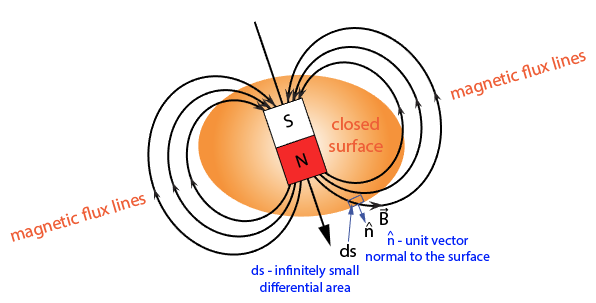 magnetic flux lines
S
closed
surface
N
magnetic flux lines
B⃗
n̂
ds
n̂ - unit vector
normal to the surface
ds - infinitely small
differential area